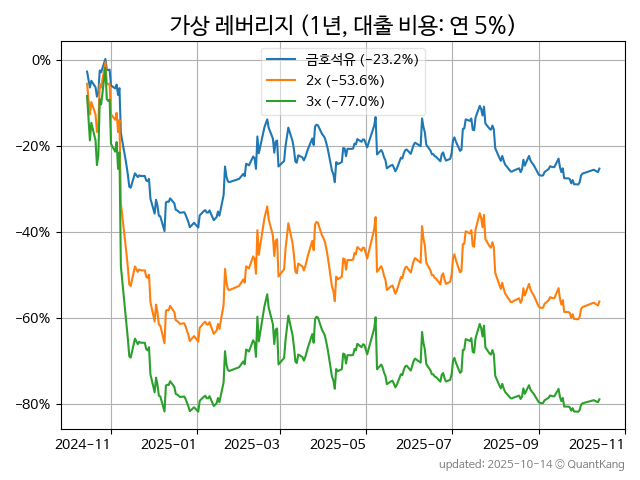 가상 레버리지 (1년, 대출 비용: 연 5%)
금호석유 (−23.2%)
2x (−53.6%)
3x (−77.0%)
0%
−20%
−40%
−60%
−80%
2024−11 2025−01 2025−03 2025−05 2025−07 2025−09 2025−11
updated: 2025-10-14 © QuantKang